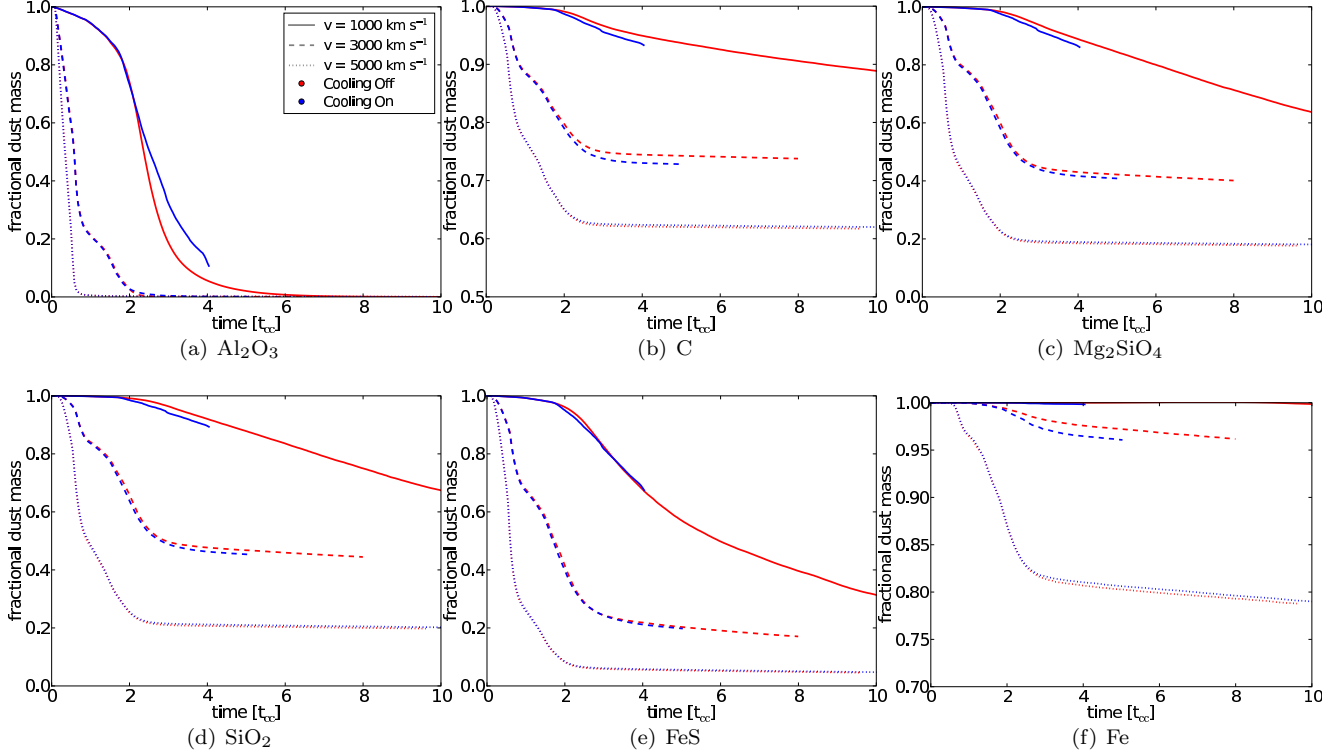 1.0
0.8
0.6
0.4
0.2
0.0
fractional dust mass
0 2 4 6 8 10
time [t_cc]
v = 1000 km s⁻¹
v = 3000 km s⁻¹
v = 5000 km s⁻¹
Cooling Off
Cooling On
(a) Al₂O₃
1.0
0.9
0.8
0.7
0.6
0.5
fractional dust mass
0 2 4 6 8 10
time [t_cc]
(b) C
1.0
0.8
0.6
0.4
0.2
0.0
fractional dust mass
0 2 4 6 8 10
time [t_cc]
(c) Mg₂SiO₄
1.0
0.8
0.6
0.4
0.2
0.0
fractional dust mass
0 2 4 6 8 10
time [t_cc]
(d) SiO₂
1.0
0.8
0.6
0.4
0.2
0.0
fractional dust mass
0 2 4 6 8 10
time [t_cc]
(e) FeS
1.00
0.95
0.90
0.85
0.80
0.75
0.70
fractional dust mass
0 2 4 6 8 10
time [t_cc]
(f) Fe